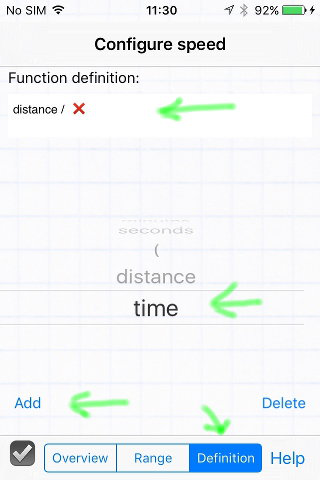 No SIM 11:30 92%
Configure speed
Function definition:
distance /
seconds
(
distance
time
Add Delete
Overview Range Definition Help